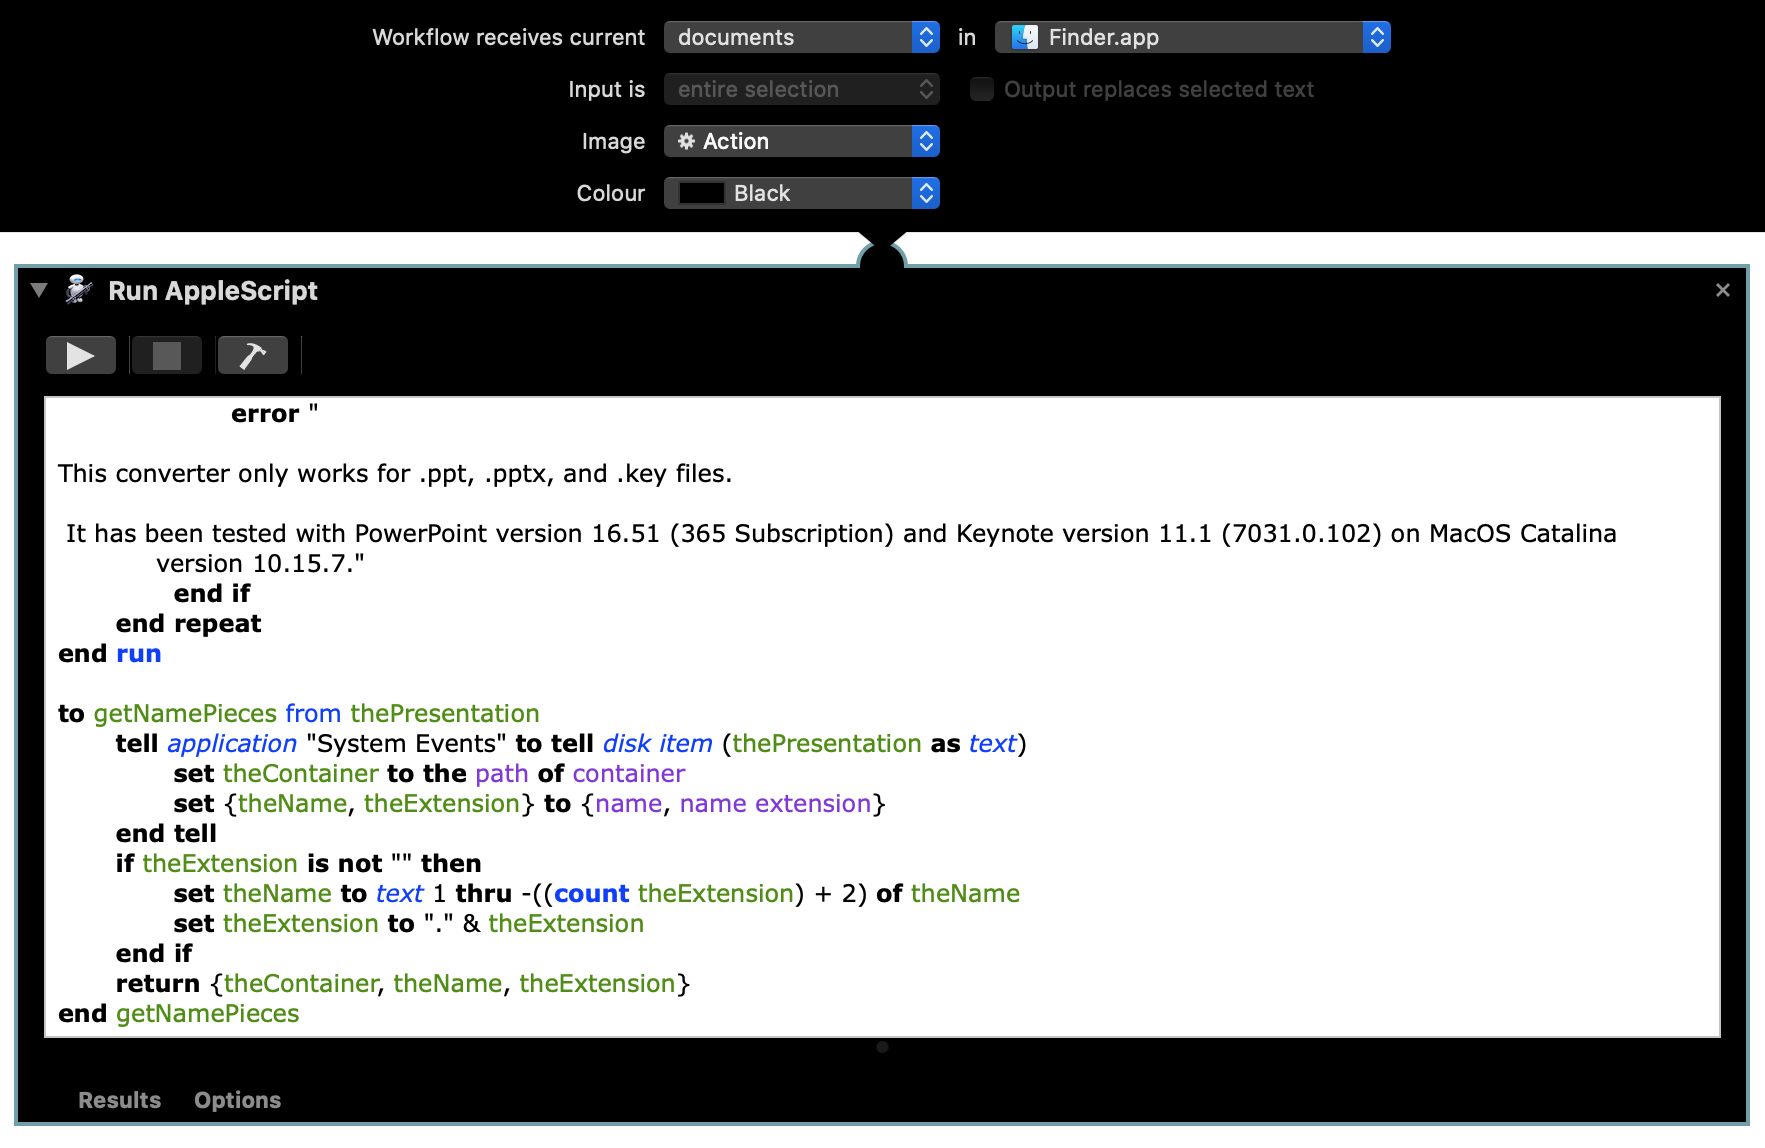 Workflow receives current documents in Finder.app
Input is entire selection Output replaces selected text
Image Action
Colour Black
Run AppleScript
error "
This converter only works for .ppt, .pptx, and .key files.
It has been tested with PowerPoint version 16.51 (365 Subscription) and Keynote version 11.1 (7031.0.102) on MacOS Catalina
version 10.15.7."
end if
end repeat
end run
to getNamePieces from thePresentation
tell application "System Events" to tell disk item (thePresentation as text)
set theContainer to the path of container
set {theName, theExtension} to {name, name extension}
end tell
if theExtension is not "" then
set theName to text 1 thru -((count theExtension) + 2) of theName
set theExtension to "." & theExtension
end if
return {theContainer, theName, theExtension}
end getNamePieces
Results Options